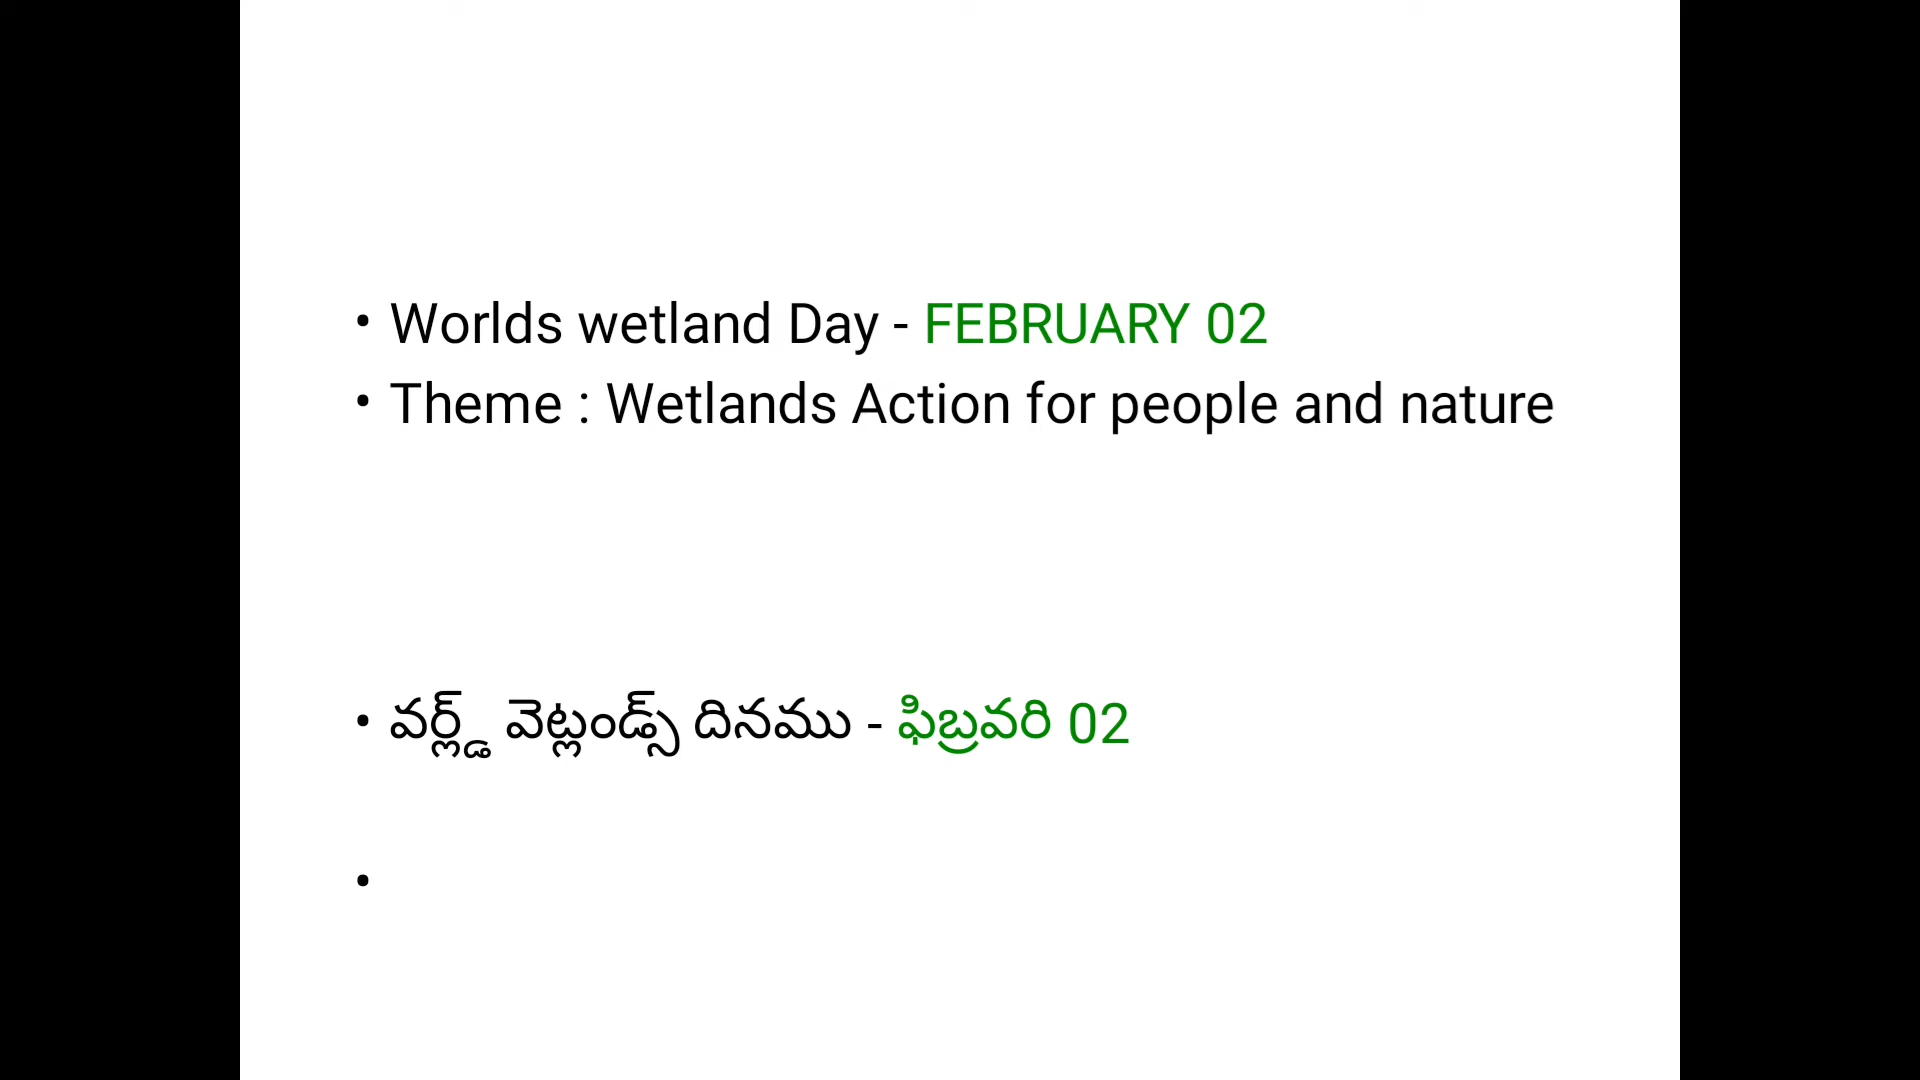 • Worlds wetland Day - FEBRUARY 02
• Theme : Wetlands Action for people and nature
• వర్ల్డ్ వెట్లండ్స్ దినము - ఫిబ్రవరి 02
•